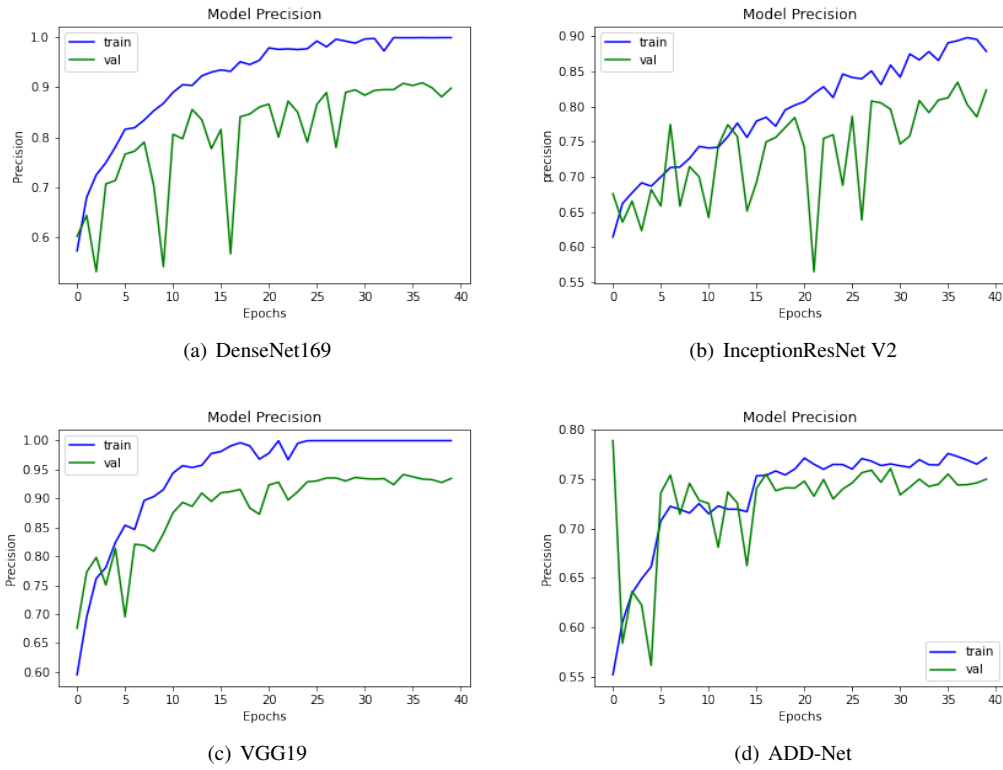 Model Precision
1.0
0.9
0.8
0.7
0.6
Precision
train
val
0 5 10 15 20 25 30 35 40
Epochs
(a) DenseNet169
Model Precision
0.90
0.85
0.80
0.75
0.70
0.65
0.60
0.55
precision
train
val
0 5 10 15 20 25 30 35 40
Epochs
(b) InceptionResNet V2
Model Precision
1.00
0.95
0.90
0.85
0.80
0.75
0.70
0.65
0.60
Precision
train
val
0 5 10 15 20 25 30 35 40
Epochs
(c) VGG19
Model Precision
0.80
0.75
0.70
0.65
0.60
0.55
Precision
train
val
0 5 10 15 20 25 30 35 40
Epochs
(d) ADD-Net